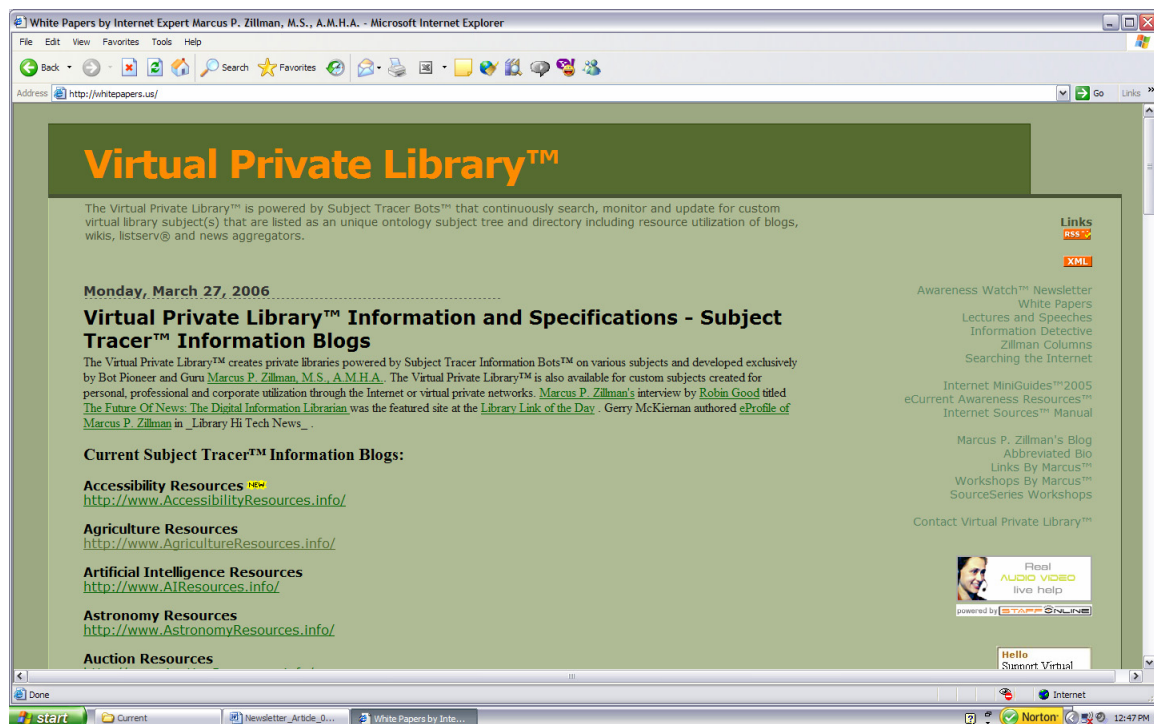 White Papers by Internet Expert Marcus P. Zillman, M.S., A.M.H.A. - Microsoft Internet Explorer
File Edit View Favorites Tools Help
Back Search Favorites
Address http://whitepapers.us/ Go Links »
Virtual Private Library™
The Virtual Private Library™ is powered by Subject Tracer Bots™ that continuously search, monitor and update for custom
virtual library subject(s) that are listed as an unique ontology subject tree and directory including resource utilization of blogs,
wikis, listserv® and news aggregators.
Monday, March 27, 2006
Virtual Private Library™ Information and Specifications - Subject
Tracer™ Information Blogs
The Virtual Private Library™ creates private libraries powered by Subject Tracer Information Bots™ on various subjects and developed exclusively
by Bot Pioneer and Guru Marcus P. Zillman, M.S., A.M.H.A.. The Virtual Private Library™ is also available for custom subjects created for
personal, professional and corporate utilization through the Internet or virtual private networks. Marcus P. Zillman's interview by Robin Good titled
The Future Of News: The Digital Information Librarian was the featured site at the Library Link of the Day . Gerry McKiernan authored eProfile of
Marcus P. Zillman in _Library Hi Tech News_ .
Current Subject Tracer™ Information Blogs:
Accessibility Resources NEW
http://www.AccessibilityResources.info/
Agriculture Resources
http://www.AgricultureResources.info/
Artificial Intelligence Resources
http://www.AIResources.info/
Astronomy Resources
http://www.AstronomyResources.info/
Auction Resources
Links
RSS
XML
Awareness Watch™ Newsletter
White Papers
Lectures and Speeches
Information Detective
Zillman Columns
Searching the Internet
Internet MiniGuides™2005
eCurrent Awareness Resources™
Internet Sources™ Manual
Marcus P. Zillman's Blog
Abbreviated Bio
Links By Marcus™
Workshops By Marcus™
SourceSeries Workshops
Contact Virtual Private Library™
Real
AUDIO VIDEO
live help
powered by STAFF ONLINE
Hello
Support Virtual
Done Internet
start Current Newsletter_Article_0... White Papers by Inte... Norton 12:47 PM